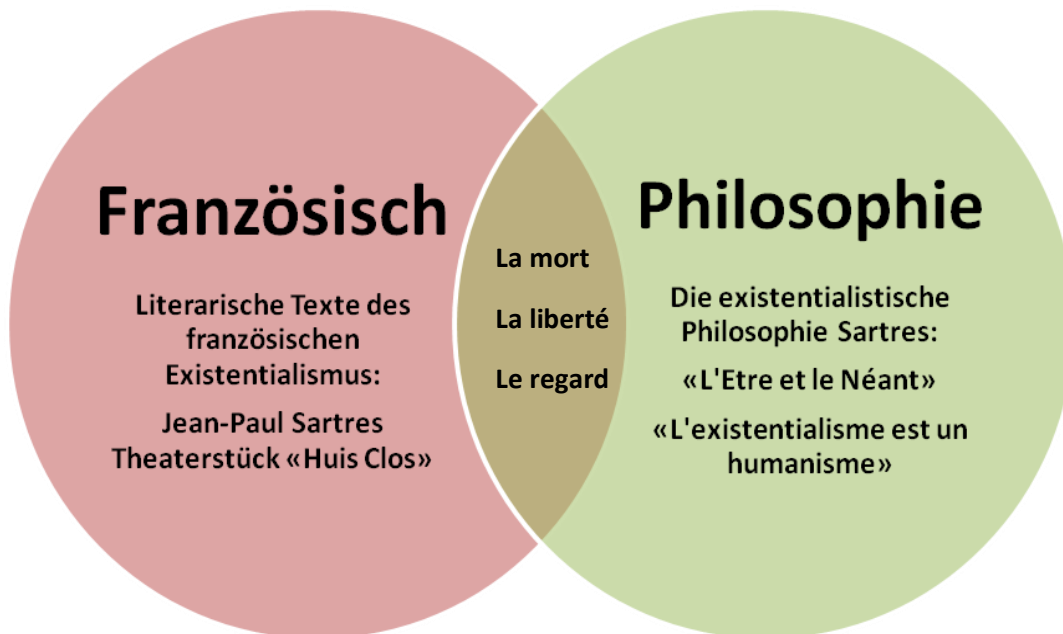 Französisch
Literarische Texte des
französischen
Existentialismus:
Jean-Paul Sartres
Theaterstück «Huis Clos»
La mort
La liberté
Le regard
Philosophie
Die existentialistische
Philosophie Sartres:
«L'Etre et le Néant»
«L'existentialisme est un
humanisme»